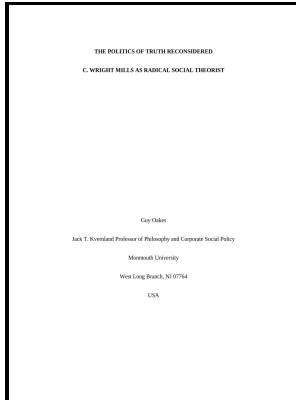 THE POLITICS OF TRUTH RECONSIDERED
C. WRIGHT MILLS AS RADICAL SOCIAL THEORIST
Guy Oakes
Jack T. Kvernland Professor of Philosophy and Corporate Social Policy
Monmouth University
West Long Branch, NJ 07764
USA